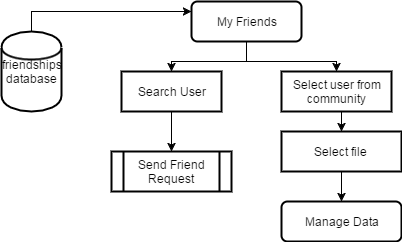 My Friends
friendships
database
Search User
Select user from
community
Send Friend
Request
Select file
Manage Data